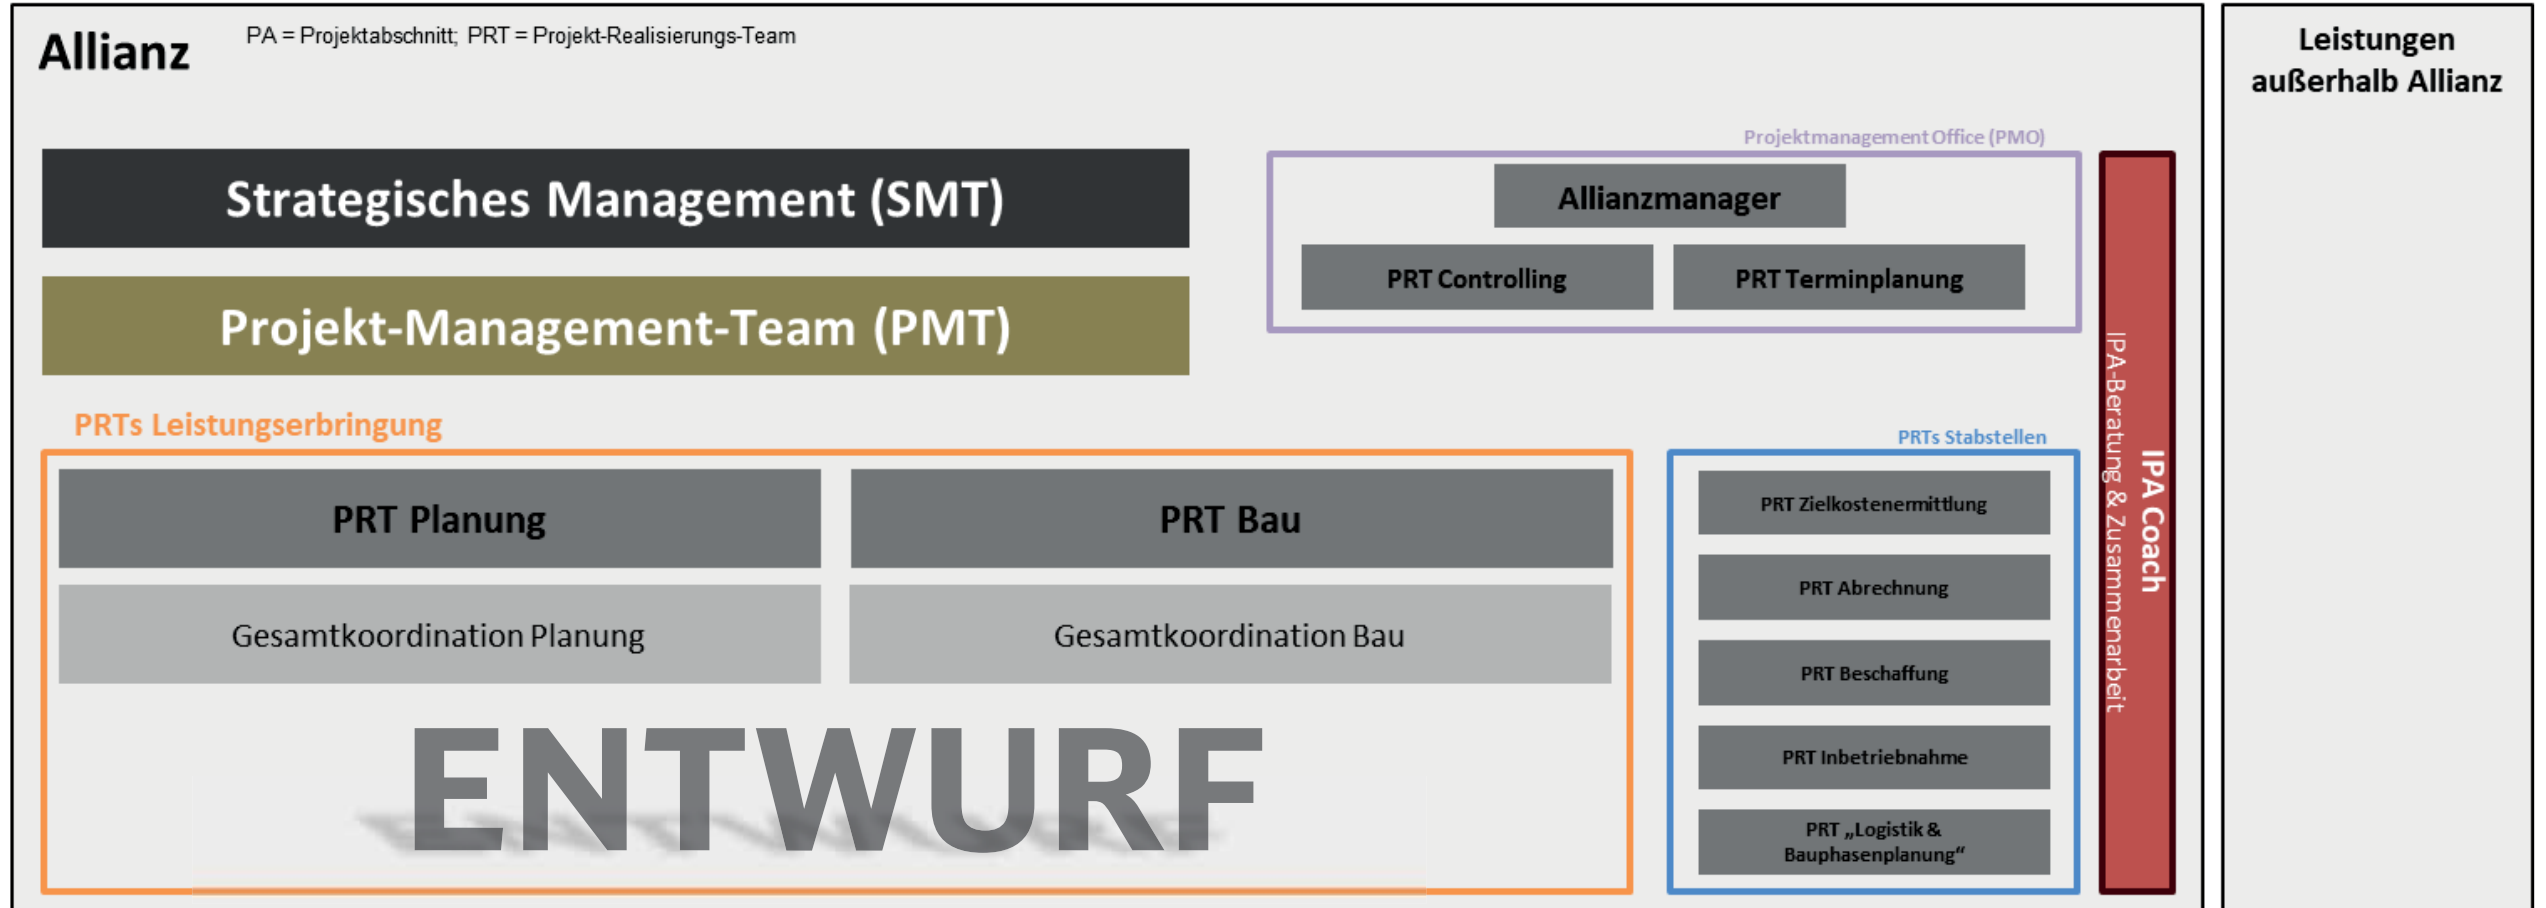 Allianz
PA = Projektabschnitt; PRT = Projekt-Realisierungs-Team
Leistungen
außerhalb Allianz
Projektmanagement Office (PMO)
Strategisches Management (SMT)
Allianzmanager
PRT Controlling
PRT Terminplanung
Projekt-Management-Team (PMT)
PRTs Leistungserbringung
PRT Planung
PRT Bau
Gesamtkoordination Planung
Gesamtkoordination Bau
ENTWURF
PRTs Stabstellen
PRT Zielkostenermittlung
PRT Abrechnung
PRT Beschaffung
PRT Inbetriebnahme
PRT „Logistik &
Bauphasenplanung“
IPA Coach
IPA-Beratung & Zusammenarbeit